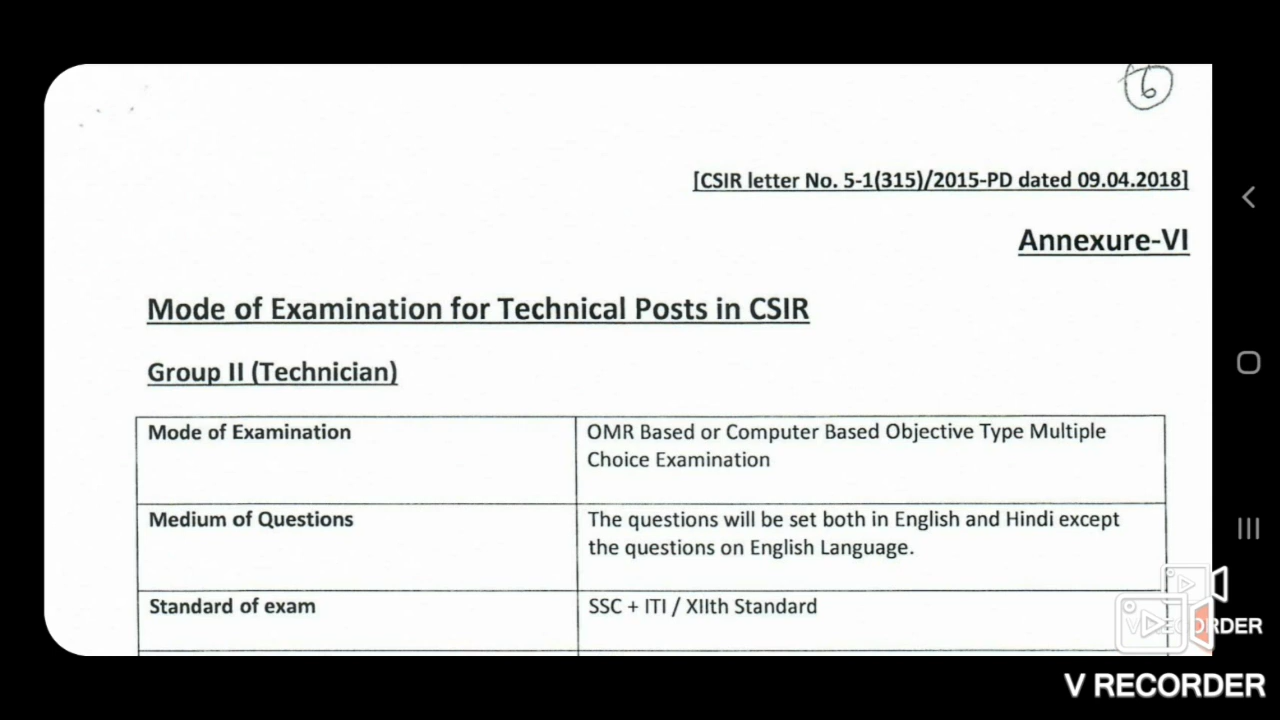 6
[CSIR letter No. 5-1(315)/2015-PD dated 09.04.2018]
Annexure-VI
Mode of Examination for Technical Posts in CSIR
Group II (Technician)
Mode of Examination
OMR Based or Computer Based Objective Type Multiple
Choice Examination
Medium of Questions
The questions will be set both in English and Hindi except
the questions on English Language.
Standard of exam
SSC + ITI / XIIth Standard
RDER
V RECORDER